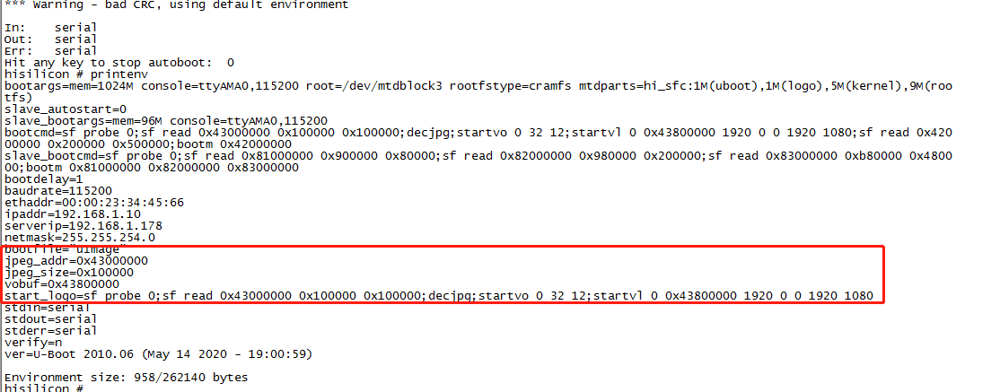 *** Warning - bad CRC, using default environment
In:    serial
Out:   serial
Err:   serial
Hit any key to stop autoboot:  0
hisilicon # printenv
bootargs=mem=1024M console=ttyAMA0,115200 root=/dev/mtdblock3 rootfstype=cramfs mtdparts=hi_sfc:1M(uboot),1M(logo),5M(kernel),9M(roo
tfs)
slave_autostart=0
slave_bootargs=mem=96M console=ttyAMA0,115200
bootcmd=sf probe 0;sf read 0x43000000 0x100000 0x100000;decjpg;startvo 0 32 12;startvl 0 0x43800000 1920 0 0 1920 1080;sf read 0x420
00000 0x200000 0x500000;bootm 0x42000000
slave_bootcmd=sf probe 0;sf read 0x81000000 0x900000 0x80000;sf read 0x82000000 0x980000 0x200000;sf read 0x83000000 0xb80000 0x4800
00;bootm 0x81000000 0x82000000 0x83000000
bootdelay=1
baudrate=115200
ethaddr=00:00:23:34:45:66
ipaddr=192.168.1.10
serverip=192.168.1.178
netmask=255.255.254.0
bootfile="uImage"
jpeg_addr=0x43000000
jpeg_size=0x100000
vobuf=0x43800000
start_logo=sf probe 0;sf read 0x43000000 0x100000 0x100000;decjpg;startvo 0 32 12;startvl 0 0x43800000 1920 0 0 1920 1080
stdin=serial
stdout=serial
stderr=serial
verify=n
ver=U-Boot 2010.06 (May 14 2020 - 19:00:59)
Environment size: 958/262140 bytes
hisilicon #